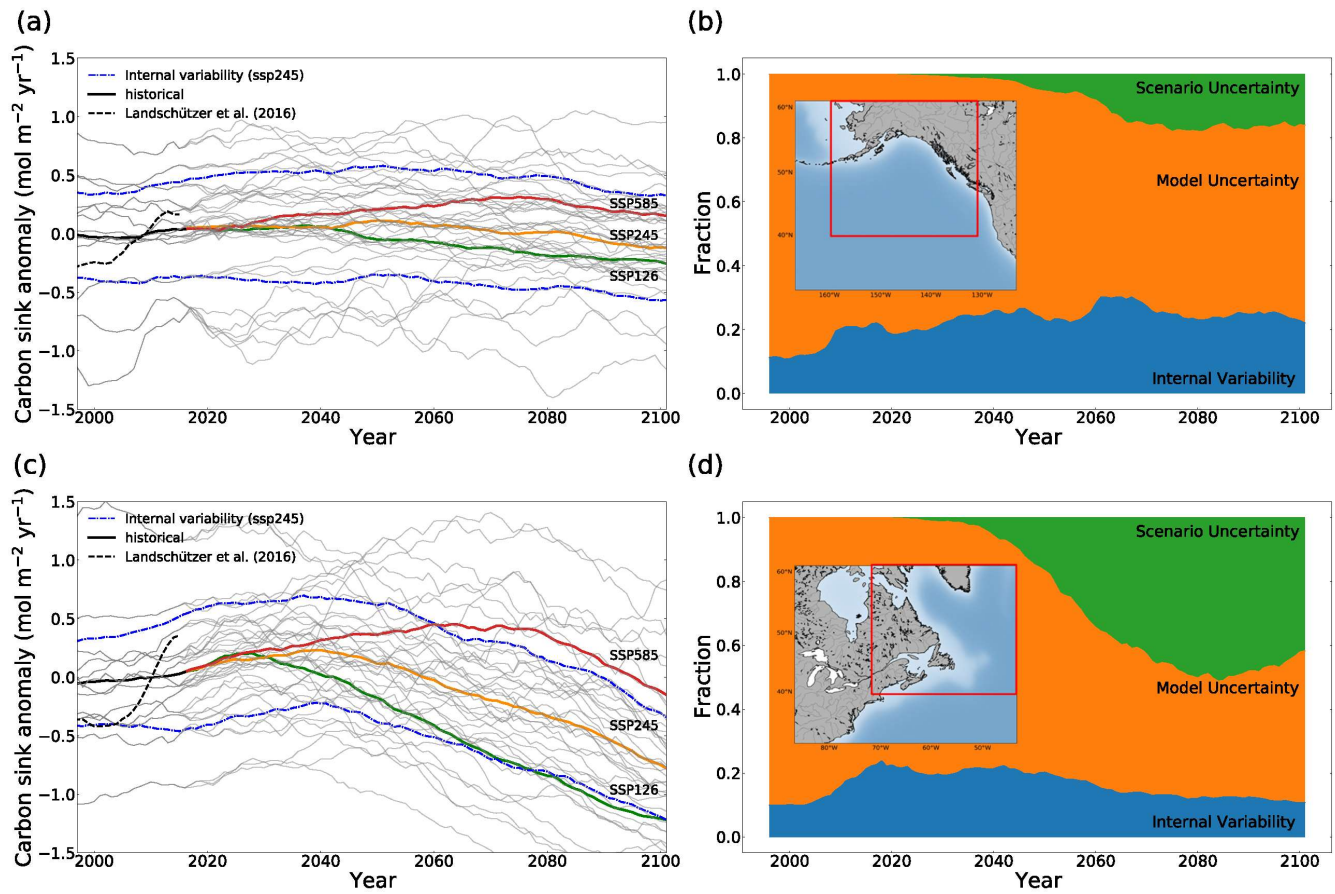 (a)
Carbon sink anomaly (mol m⁻² yr⁻¹)
1.5
1.0
0.5
0.0
−0.5
−1.0
−1.5
Internal variability (ssp245)
historical
Landschützer et al. (2016)
SSP585
SSP245
SSP126
2000 2020 2040 2060 2080 2100
Year
(b)
Fraction
1.0
0.8
0.6
0.4
0.2
0.0
Scenario Uncertainty
Model Uncertainty
Internal Variability
60°N
50°N
40°N
160°W 150°W 140°W 130°W
2000 2020 2040 2060 2080 2100
Year
(c)
Carbon sink anomaly (mol m⁻² yr⁻¹)
1.5
1.0
0.5
0.0
−0.5
−1.0
−1.5
Internal variability (ssp245)
historical
Landschützer et al. (2016)
SSP585
SSP245
SSP126
2000 2020 2040 2060 2080 2100
Year
(d)
Fraction
1.0
0.8
0.6
0.4
0.2
0.0
Scenario Uncertainty
Model Uncertainty
Internal Variability
60°N
50°N
40°N
80°W 70°W 60°W 50°W
2000 2020 2040 2060 2080 2100
Year